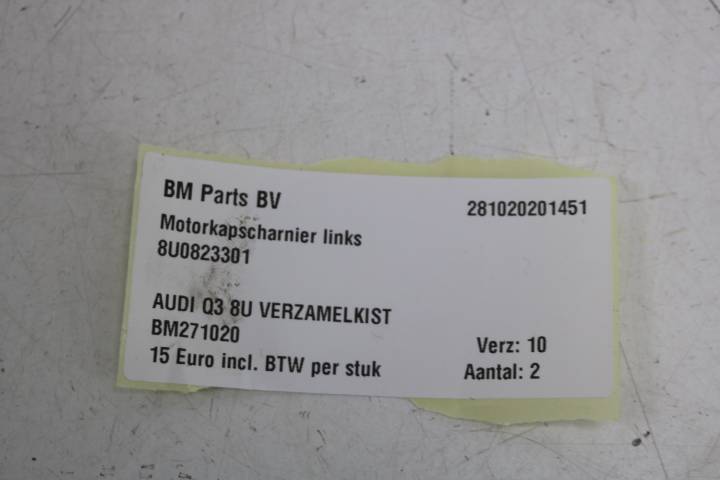 BM Parts BV
281020201451
Motorkapscharnier links
8U0823301
AUDI Q3 8U VERZAMELKIST
BM271020
Verz: 10
15 Euro incl. BTW per stuk
Aantal: 2